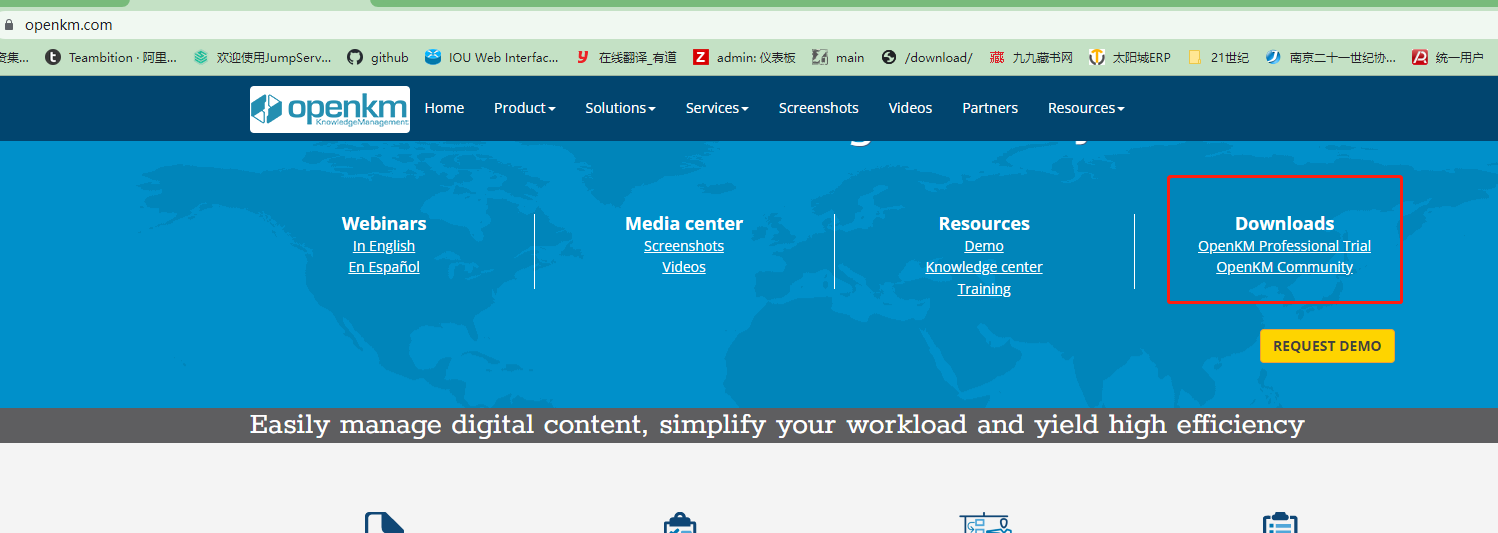 openkm.com
资集... Teambition · 阿里... 欢迎使用JumpServ... github IOU Web Interfac... 在线翻译_有道 admin: 仪表板 main /download/ 九九藏书网 太阳城ERP 21世纪 南京二十一世纪协... 统一用户
openkm Home Product Solutions Services Screenshots Videos Partners Resources
KnowledgeManagement
Webinars
In English
En Español
Media center
Screenshots
Videos
Resources
Demo
Knowledge center
Training
Downloads
OpenKM Professional Trial
OpenKM Community
REQUEST DEMO
Easily manage digital content, simplify your workload and yield high efficiency